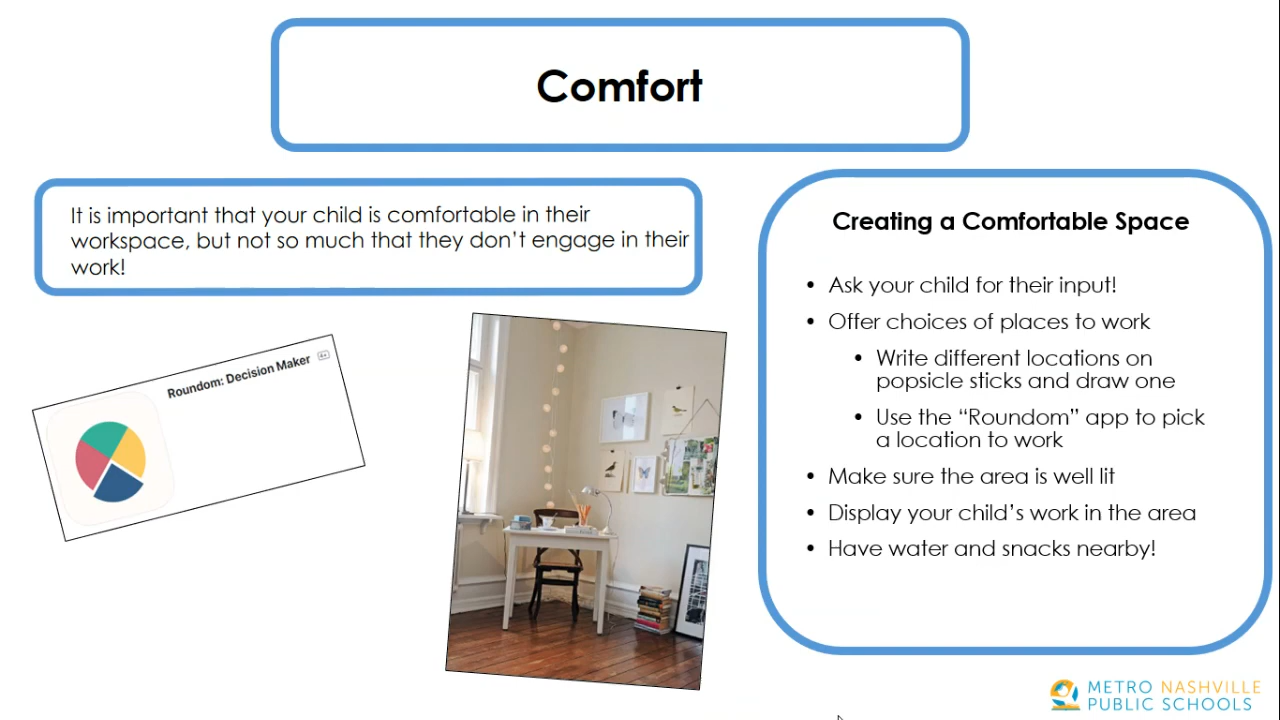 Comfort
It is important that your child is comfortable in their
workspace, but not so much that they don't engage in their
work!
Roundom: Decision Maker
4+
Creating a Comfortable Space
• Ask your child for their input!
• Offer choices of places to work
• Write different locations on
popsicle sticks and draw one
• Use the “Roundom” app to pick
a location to work
• Make sure the area is well lit
• Display your child's work in the area
• Have water and snacks nearby!
METRO NASHVILLE
PUBLIC SCHOOLS